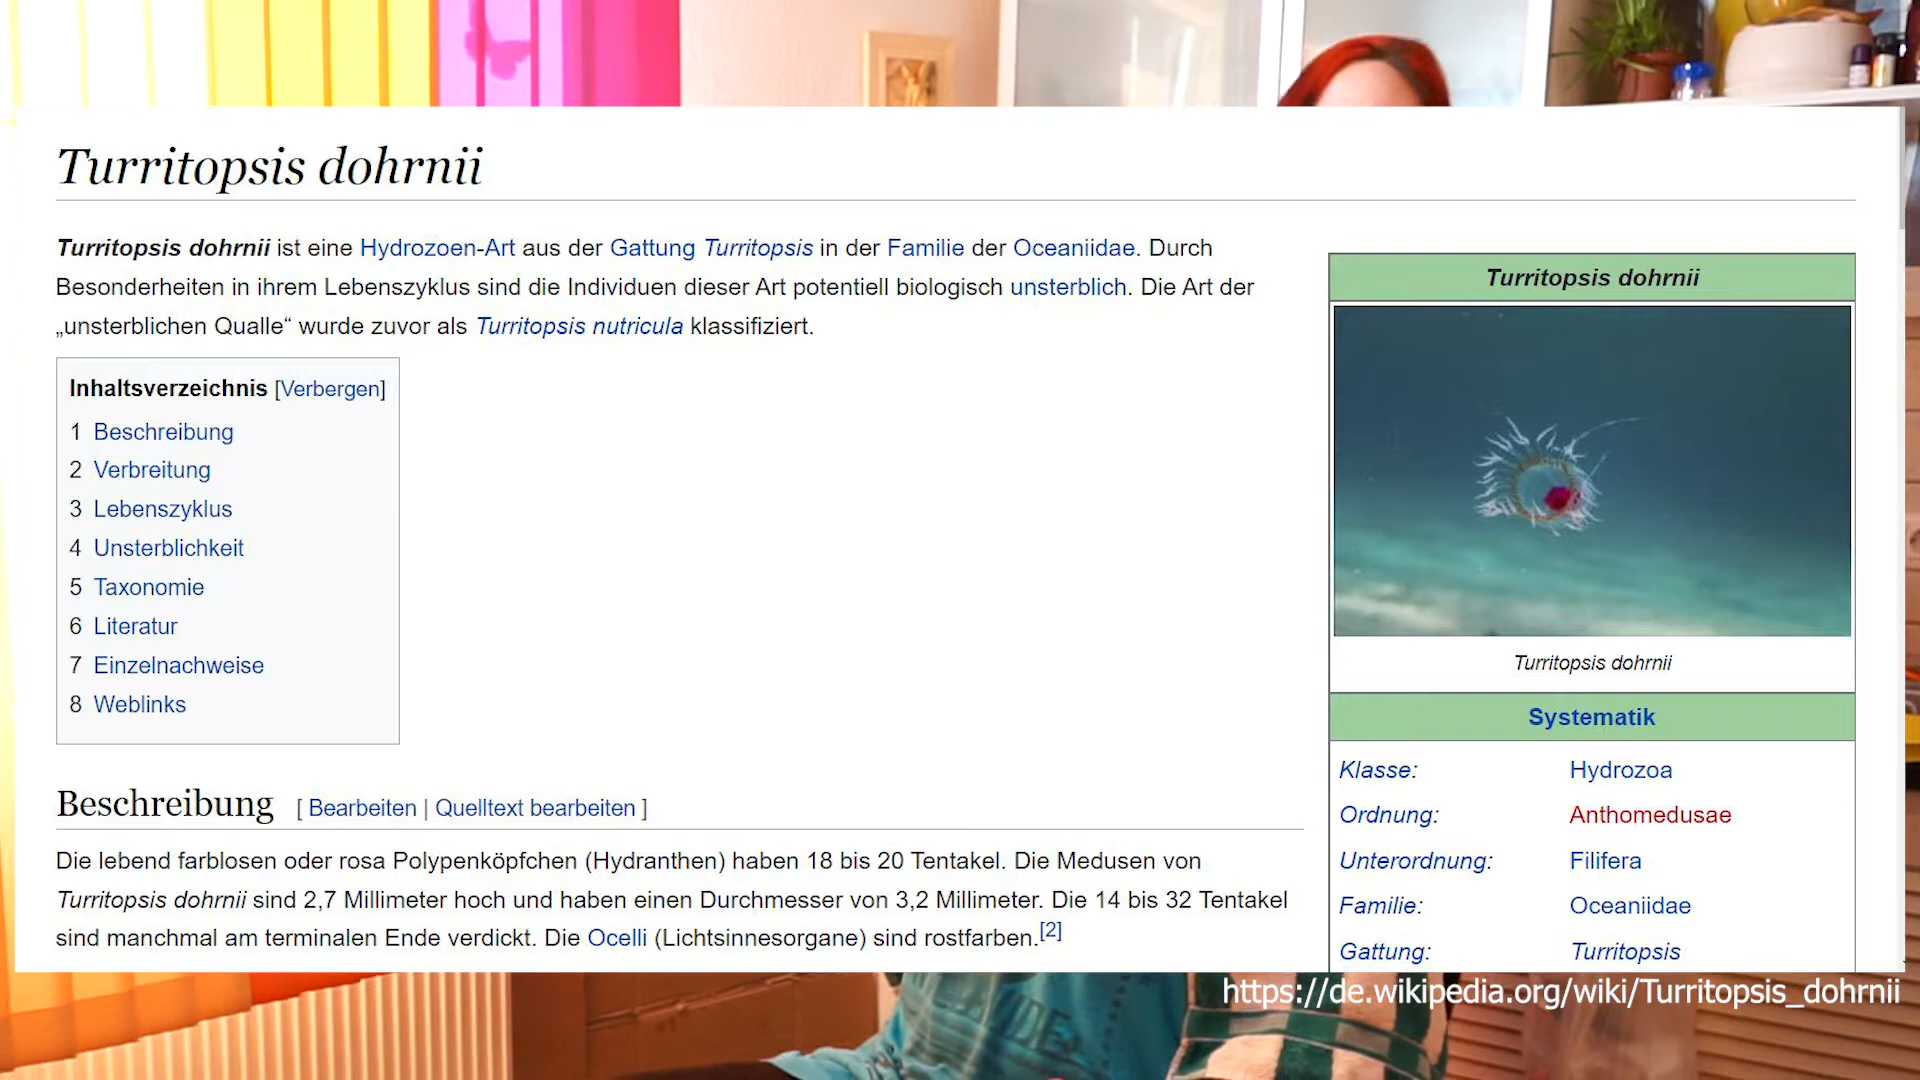 Turritopsis dohrnii
Turritopsis dohrnii ist eine Hydrozoen-Art aus der Gattung Turritopsis in der Familie der Oceaniidae. Durch
Besonderheiten in ihrem Lebenszyklus sind die Individuen dieser Art potentiell biologisch unsterblich. Die Art der
„unsterblichen Qualle“ wurde zuvor als Turritopsis nutricula klassifiziert.
Inhaltsverzeichnis [Verbergen]
1 Beschreibung
2 Verbreitung
3 Lebenszyklus
4 Unsterblichkeit
5 Taxonomie
6 Literatur
7 Einzelnachweise
8 Weblinks
Beschreibung [ Bearbeiten | Quelltext bearbeiten ]
Die lebend farblosen oder rosa Polypenköpfchen (Hydranthen) haben 18 bis 20 Tentakel. Die Medusen von
Turritopsis dohrnii sind 2,7 Millimeter hoch und haben einen Durchmesser von 3,2 Millimeter. Die 14 bis 32 Tentakel
sind manchmal am terminalen Ende verdickt. Die Ocelli (Lichtsinnesorgane) sind rostfarben.[2]
Turritopsis dohrnii
Turritopsis dohrnii
Systematik
Klasse: Hydrozoa
Ordnung: Anthomedusae
Unterordnung: Filifera
Familie: Oceaniidae
Gattung: Turritopsis
https://de.wikipedia.org/wiki/Turritopsis_dohrnii